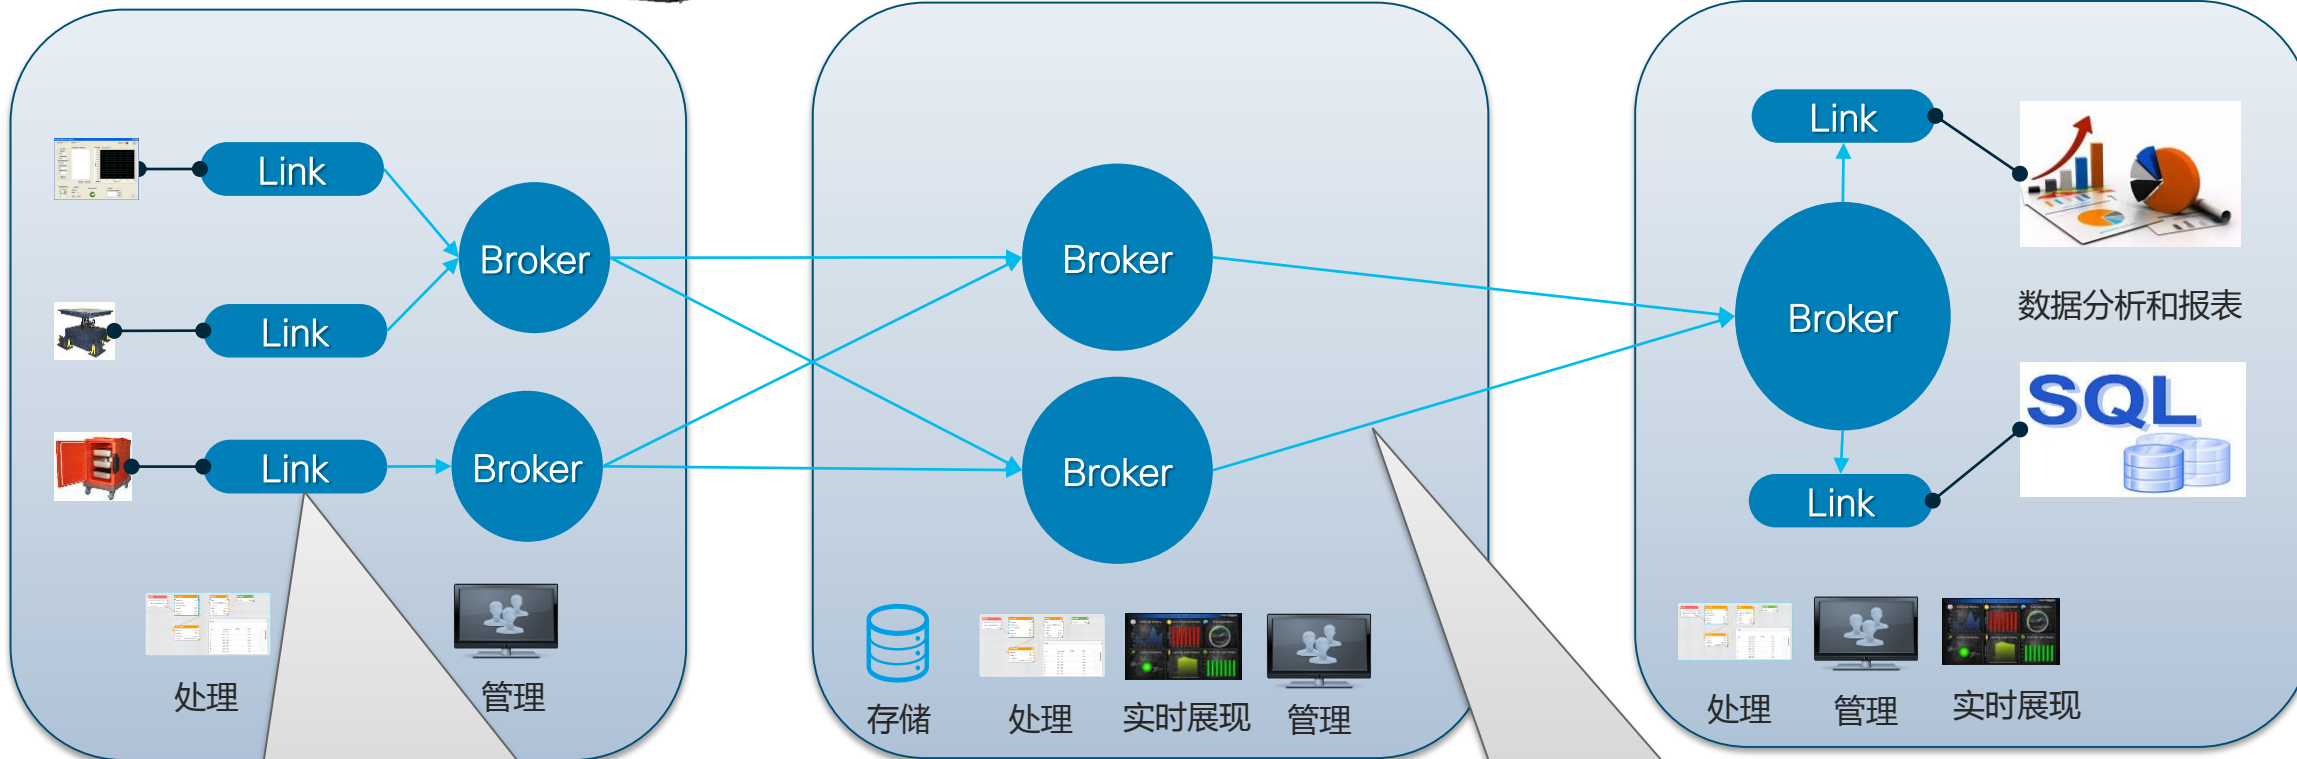 Link
Link
Link
Broker
Broker
处理
管理
Broker
Broker
存储
处理
实时展现
管理
Link
Broker
Link
数据分析和报表
SQL
处理
管理
实时展现